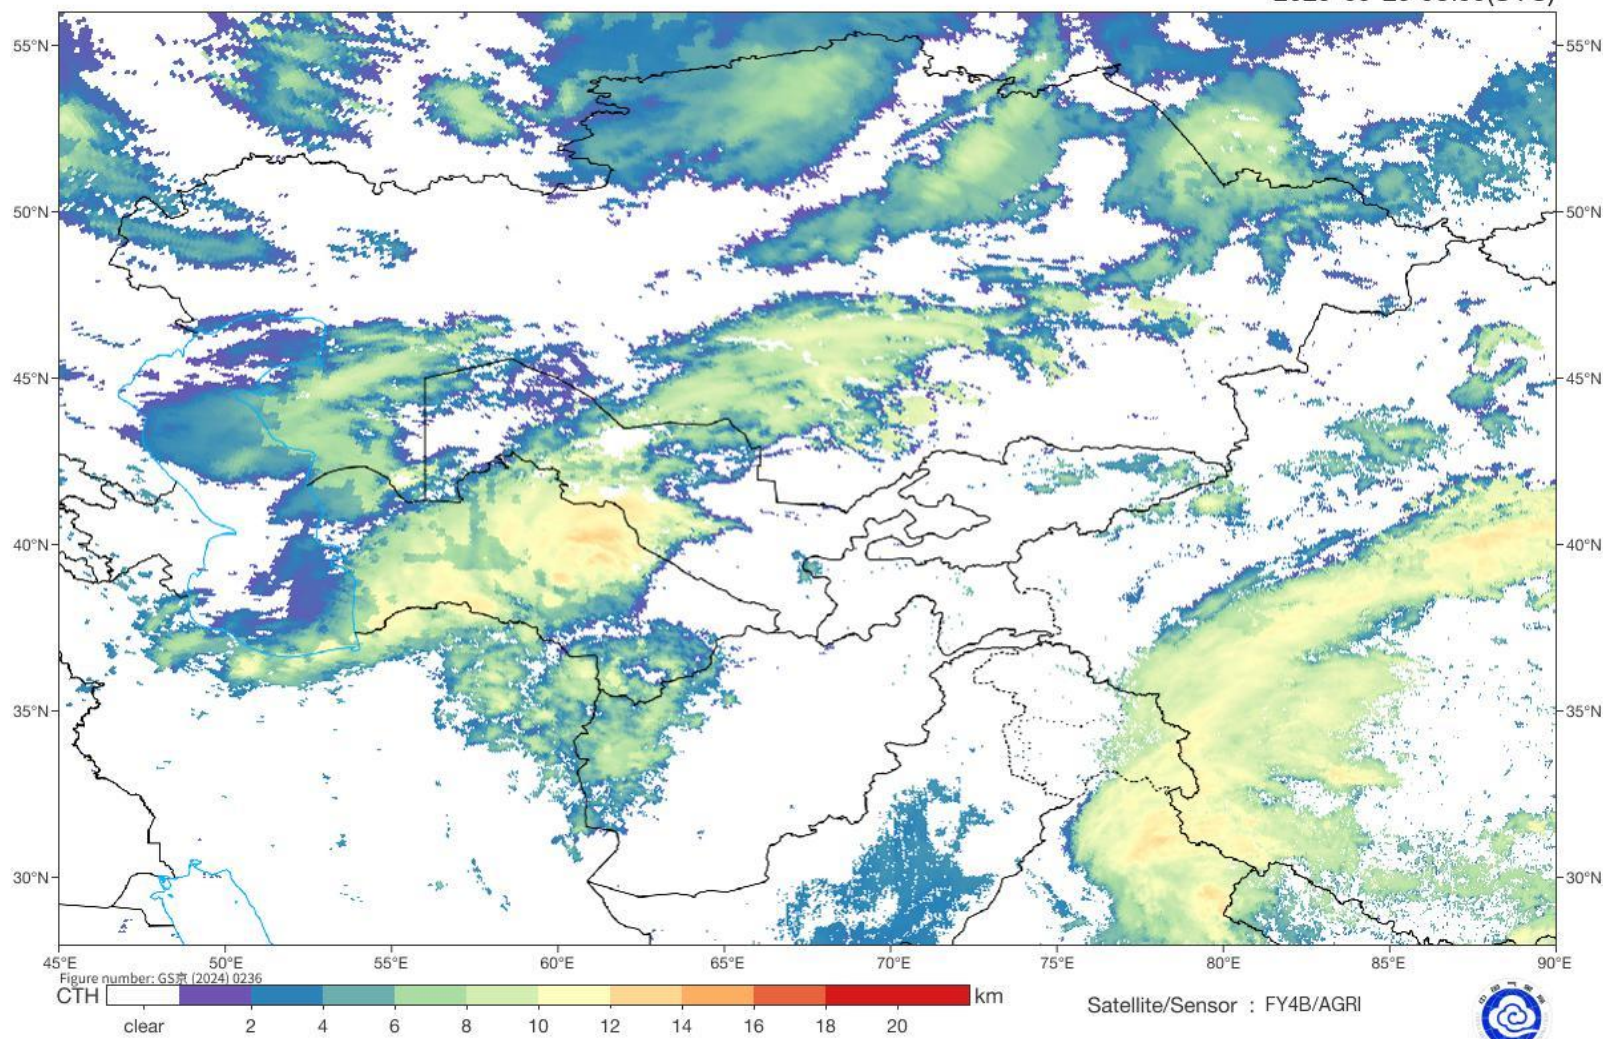 55°N 55°N
50°N 50°N
45°N 45°N
40°N 40°N
35°N 35°N
30°N 30°N
45°E 50°E 55°E 60°E 65°E 70°E 75°E 80°E 85°E 90°E
Figure number: GS京 (2024) 0236
CTH km
clear 2 4 6 8 10 12 14 16 18 20
Satellite/Sensor : FY4B/AGRI